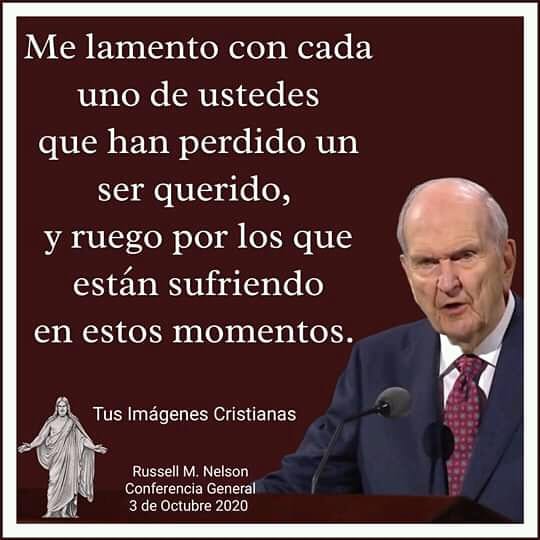 Me lamento con cada
uno de ustedes
que han perdido un
ser querido,
y ruego por los que
están sufriendo
en estos momentos.
Tus Imágenes Cristianas
Russell M. Nelson
Conferencia General
3 de Octubre 2020